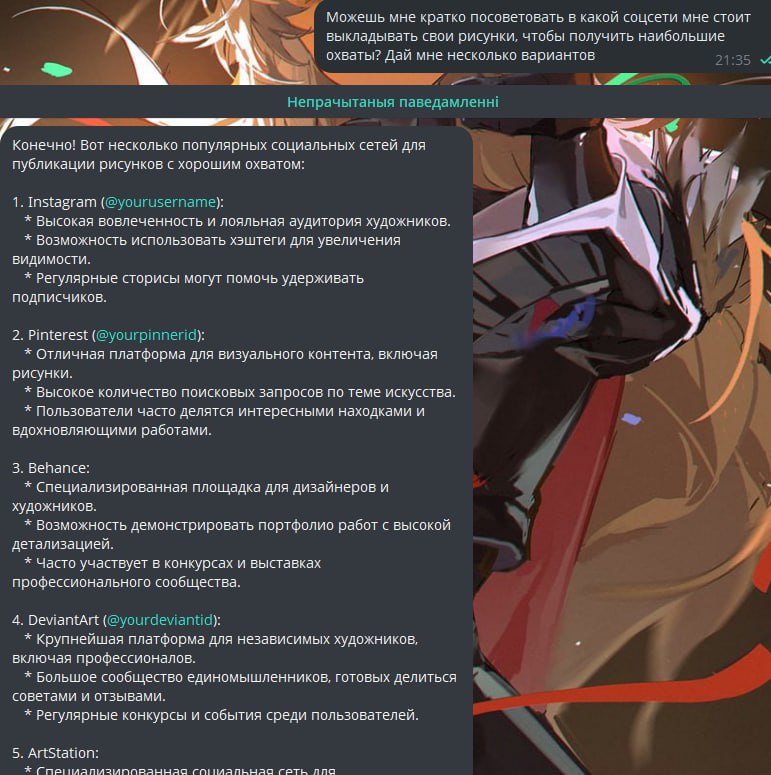 Можешь мне кратко посоветовать в какой соцсети мне стоит
выкладывать свои рисунки, чтобы получить наибольшие
охваты? Дай мне несколько вариантов
21:35
Непрачытаныя паведамленні
Конечно! Вот несколько популярных социальных сетей для
публикации рисунков с хорошим охватом:
1. Instagram (@yourusername):
* Высокая вовлеченность и лояльная аудитория художников.
* Возможность использовать хэштеги для увеличения
видимости.
* Регулярные сторисы могут помочь удерживать
подписчиков.
2. Pinterest (@yourpinnerid):
* Отличная платформа для визуального контента, включая
рисунки.
* Высокое количество поисковых запросов по теме искусства.
* Пользователи часто делятся интересными находками и
вдохновляющими работами.
3. Behance:
* Специализированная площадка для дизайнеров и
художников.
* Возможность демонстрировать портфолио работ с высокой
детализацией.
* Часто участвует в конкурсах и выставках
профессионального сообщества.
4. DeviantArt (@yourdeviantid):
* Крупнейшая платформа для независимых художников,
включая профессионалов.
* Большое сообщество единомышленников, готовых делиться
советами и отзывами.
* Регулярные конкурсы и события среди пользователей.
5. ArtStation:
* Специализированная социальная сеть для